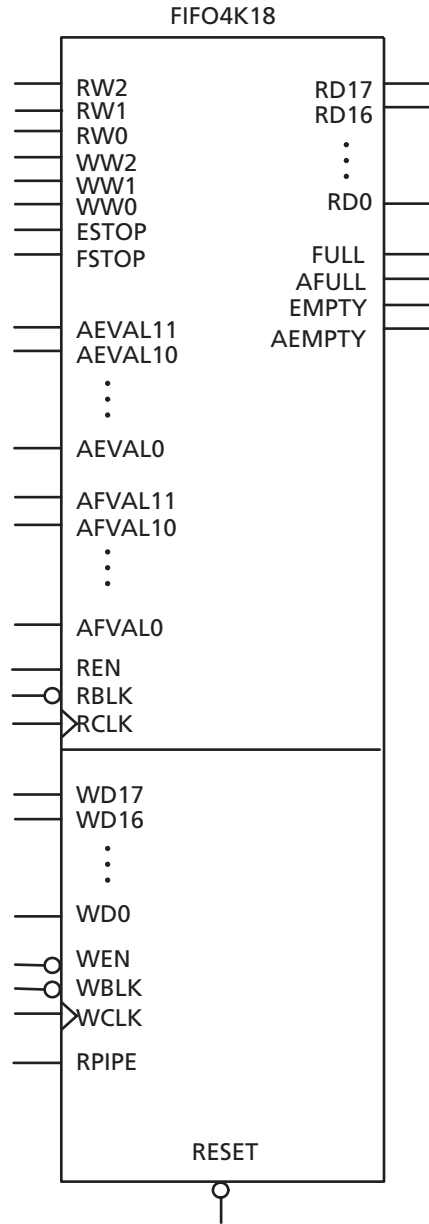 FIFO4K18
RW2
RW1
RW0
WW2
WW1
WW0
ESTOP
FSTOP
AEVAL11
AEVAL10
AEVAL0
AFVAL11
AFVAL10
AFVAL0
REN
RBLK
RCLK
WD17
WD16
WD0
WEN
WBLK
WCLK
RPIPE
RD17
RD16
RD0
FULL
AFULL
EMPTY
AEMPTY
RESET